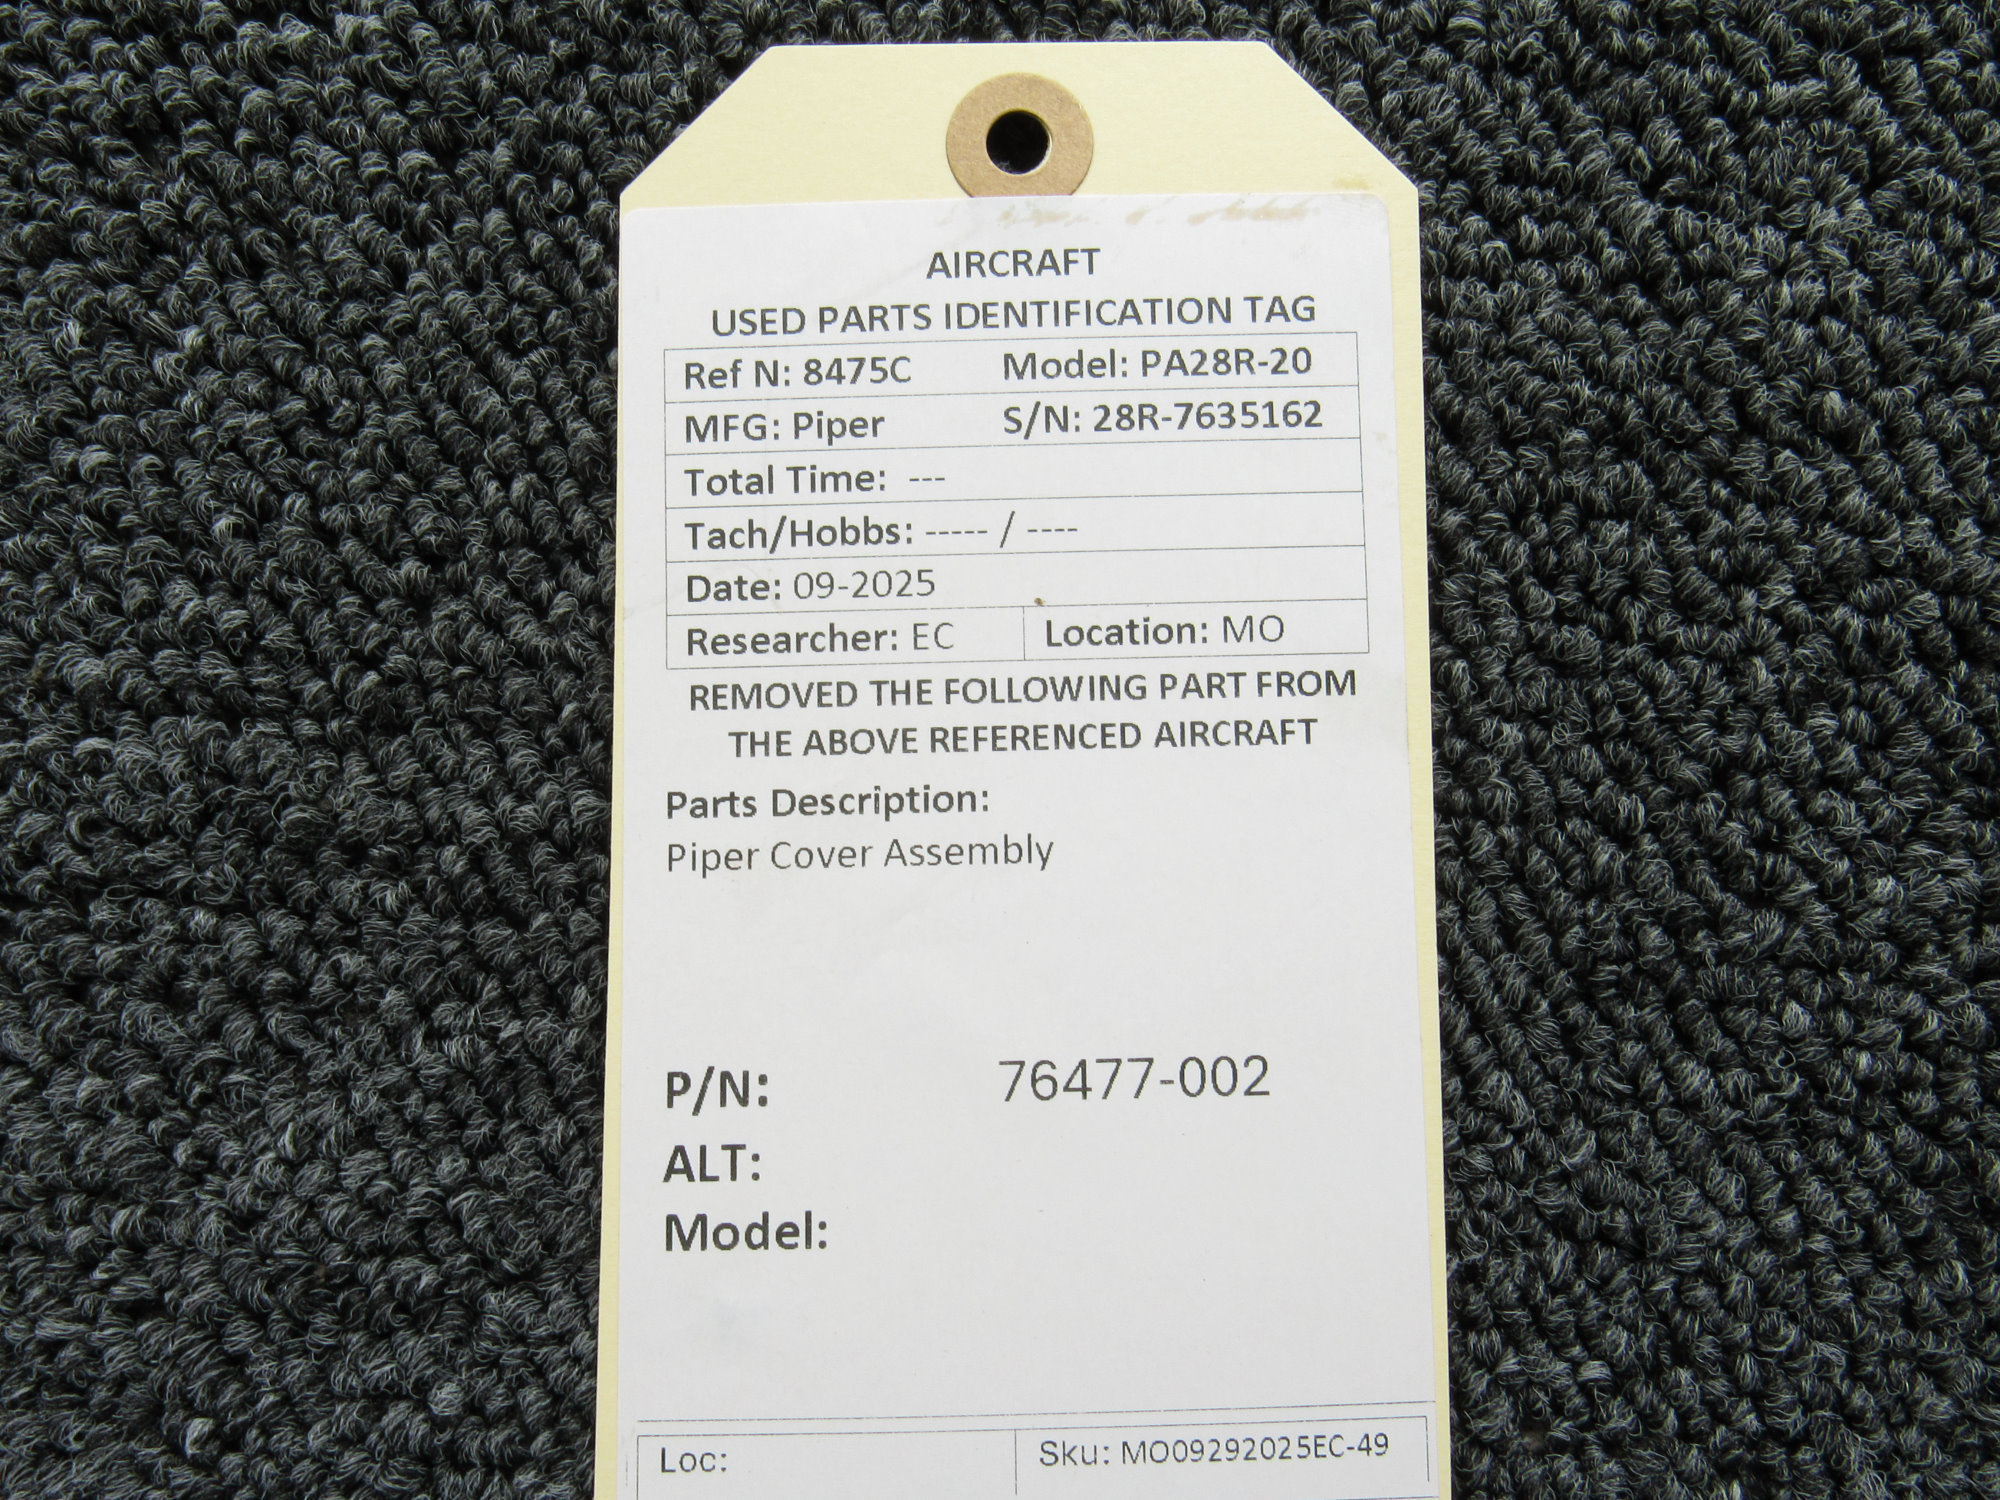 AIRCRAFT
USED PARTS IDENTIFICATION TAG
Ref N: 8475C Model: PA28R-20
MFG: Piper S/N: 28R-7635162
Total Time: ---
Tach/Hobbs: ----- / ----
Date: 09-2025
Researcher: EC Location: MO
REMOVED THE FOLLOWING PART FROM
THE ABOVE REFERENCED AIRCRAFT
Parts Description:
Piper Cover Assembly
P/N: 76477-002
ALT:
Model:
Loc: Sku: MO09292025EC-49